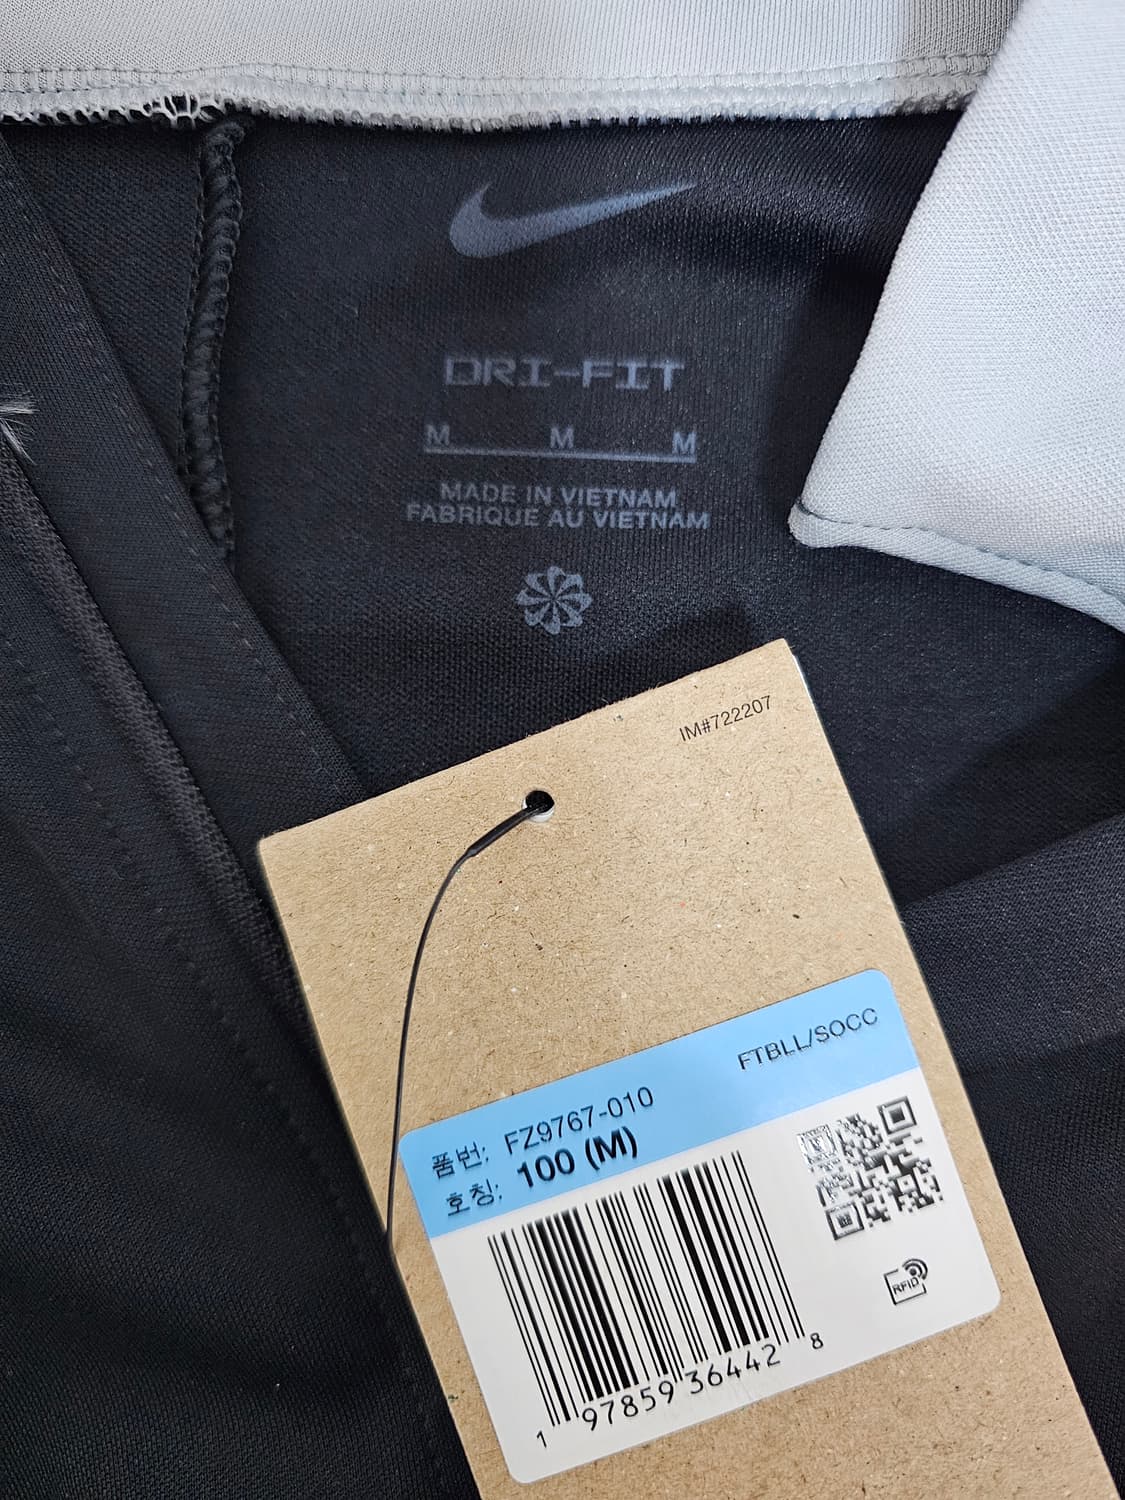 DRI-FIT
M M M
MADE IN VIETNAM
FABRIQUE AU VIETNAM
IM#722207
FTBLL/SOCC
품번: FZ9767-010
호칭: 100 (M)
RFID
1 97859 36442 8